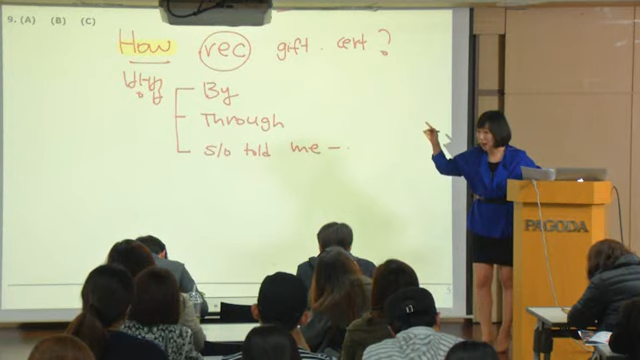 9. (A) (B) (C)
How rec gift. cert?
방법
By
Through
s/o told me -.
PAGODA